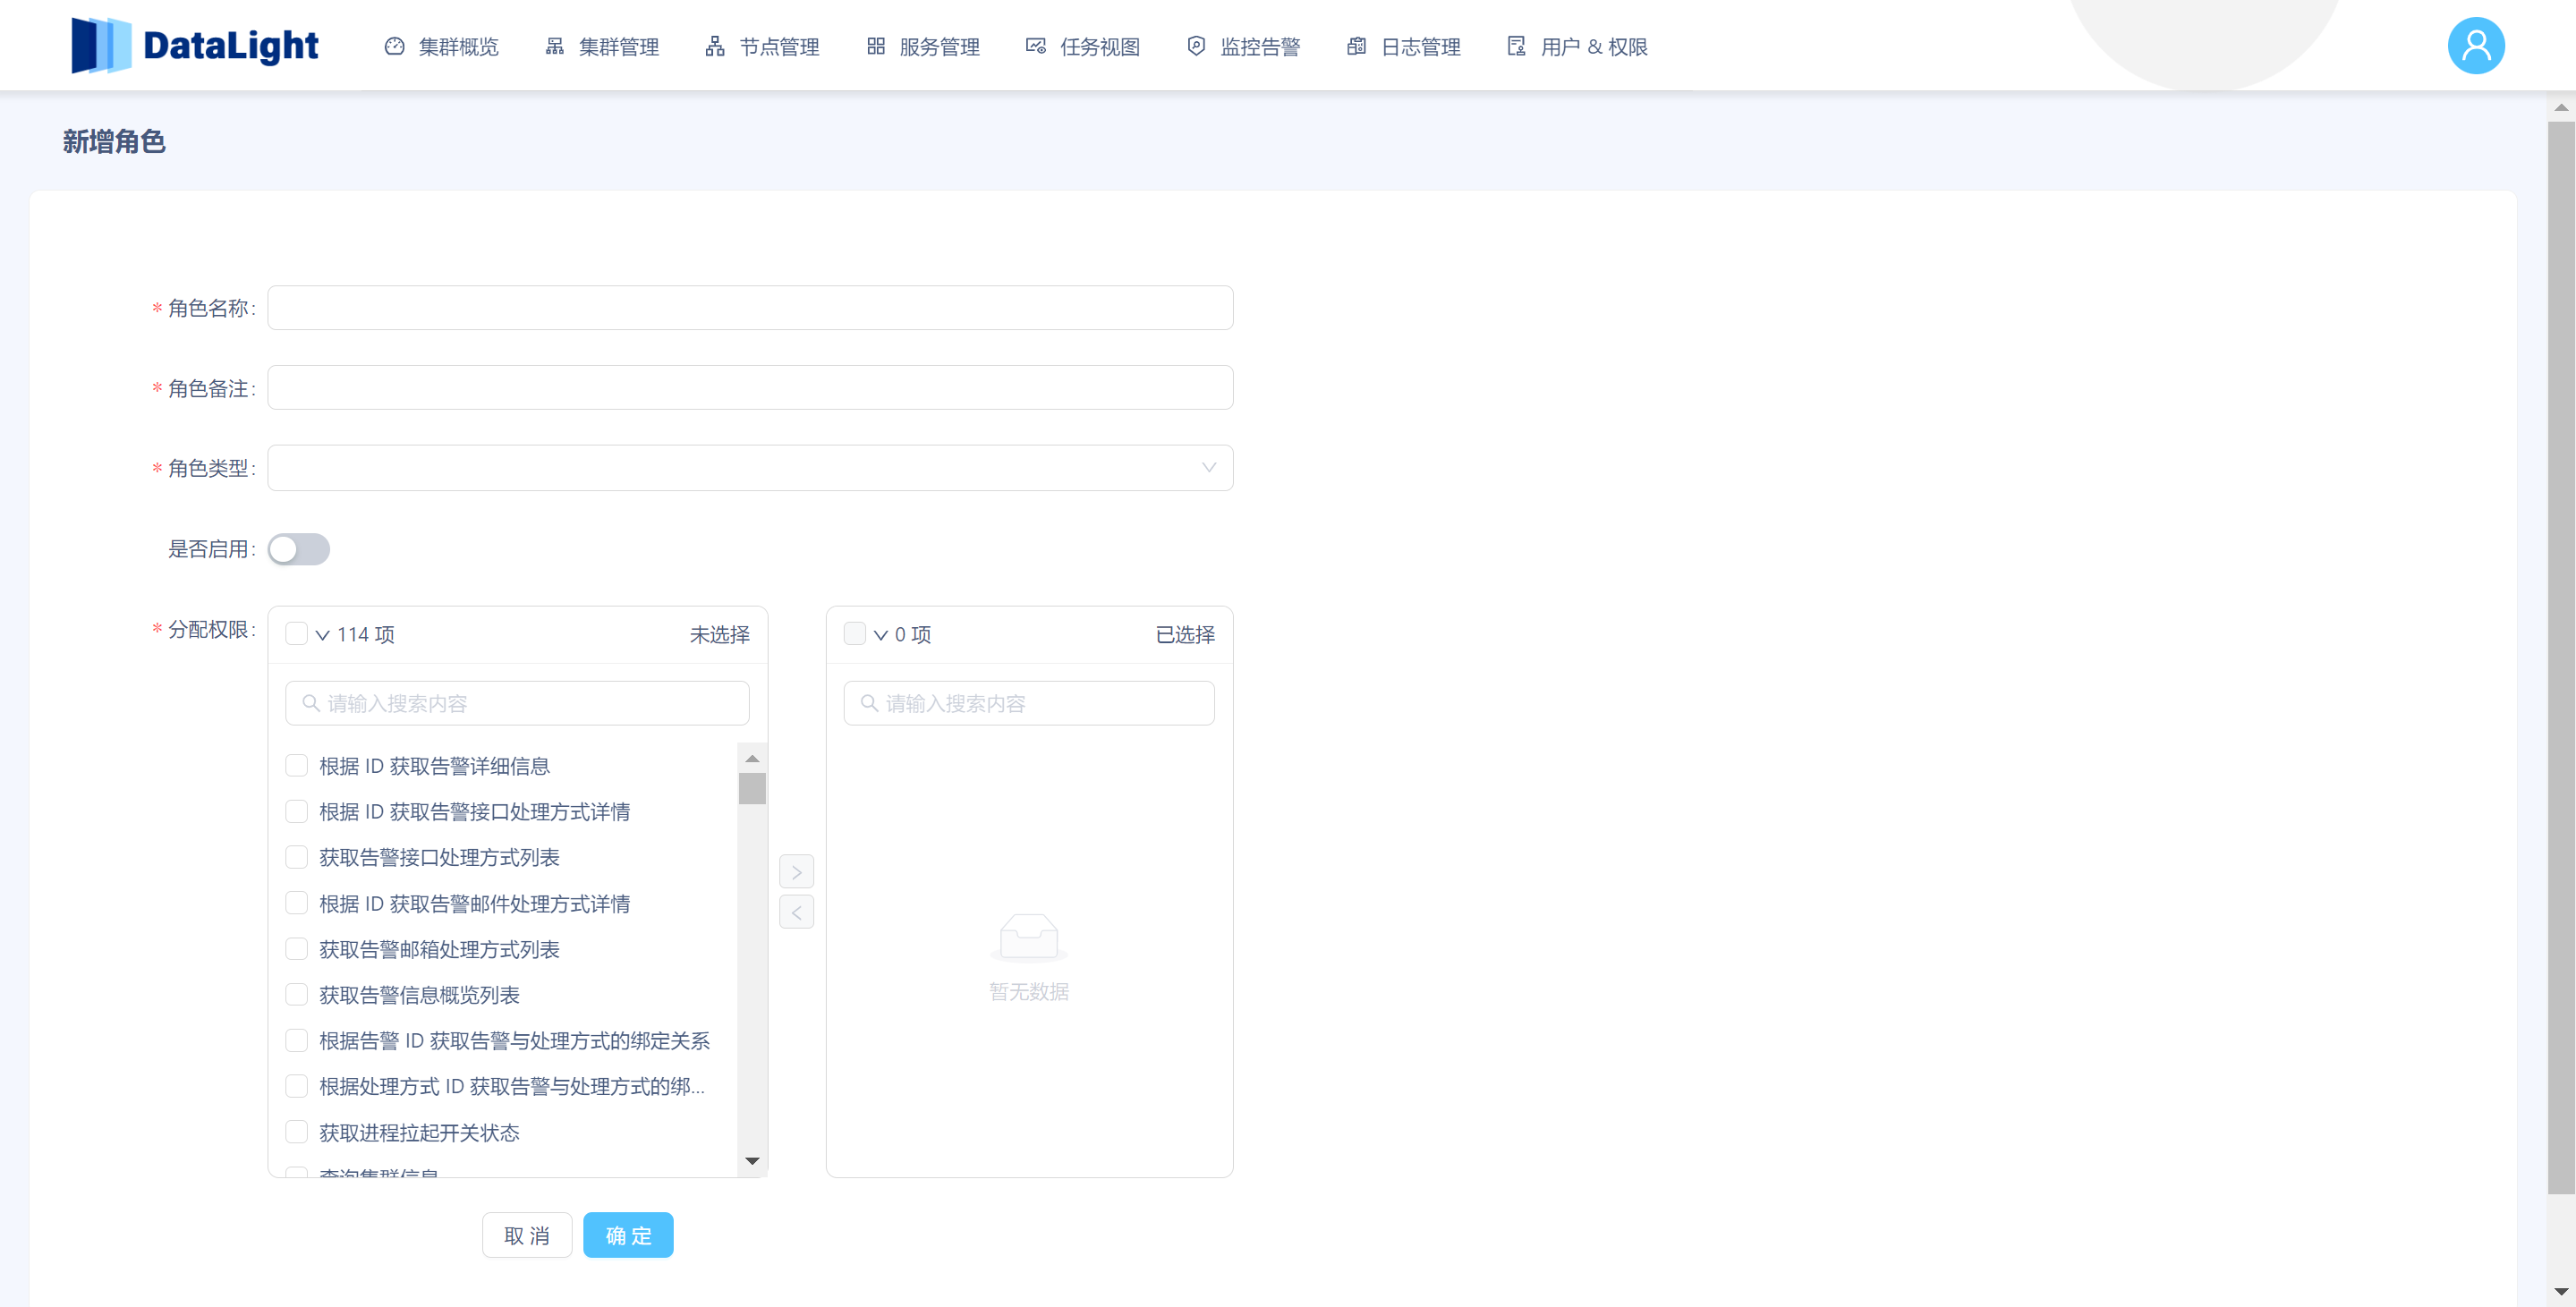 DataLight 集群概览 集群管理 节点管理 服务管理 任务视图 监控告警 日志管理 用户 & 权限
新增角色
* 角色名称:
* 角色备注:
* 角色类型:
是否启用:
* 分配权限:
114 项 未选择
请输入搜索内容
根据 ID 获取告警详细信息
根据 ID 获取告警接口处理方式详情
获取告警接口处理方式列表
根据 ID 获取告警邮件处理方式详情
获取告警邮箱处理方式列表
获取告警信息概览列表
根据告警 ID 获取告警与处理方式的绑定关系
根据处理方式 ID 获取告警与处理方式的绑...
获取进程拉起开关状态
查询集群信息
0 项 已选择
请输入搜索内容
暂无数据
取 消 确 定